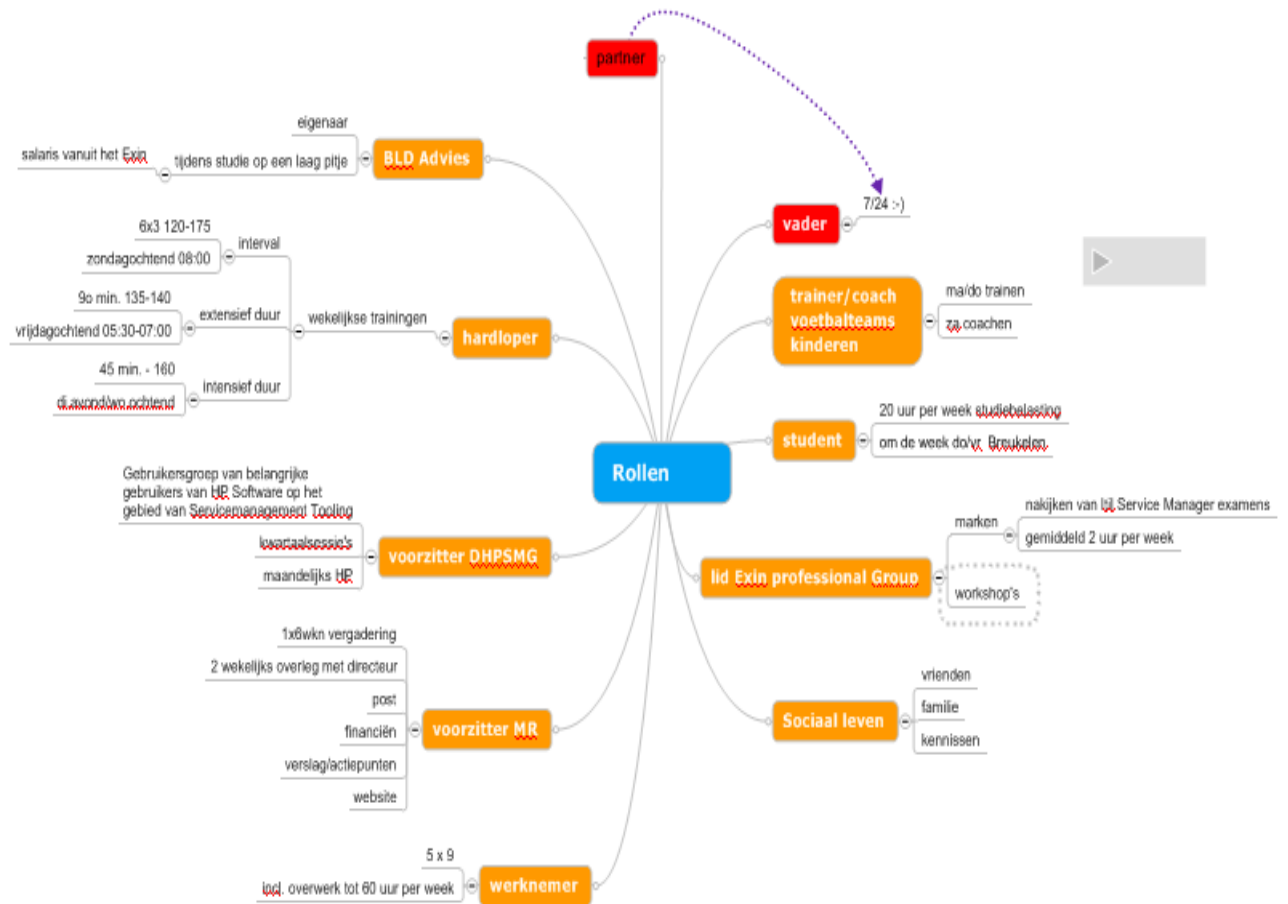 partner
7/24 :-)
vader
trainer/coach
voetbalteams
kinderen
ma/do trainen
za.coachen
student
20 uur per week studiebelasting
om de week do/vr  Breukelen
Rollen
lid Exin professional Group
marken
nakijken van Itil Service Manager examens
gemiddeld 2 uur per week
workshop's
Sociaal leven
vrienden
familie
kennissen
BLD Advies
eigenaar
tijdens studie op een laag pitje
salaris vanuit het Exin
hardloper
wekelijkse trainingen
interval
6x3 120-175
zondagochtend 08:00
extensief duur
9o min. 135-140
vrijdagochtend 05:30-07:00
intensief duur
45 min. - 160
di.avond/wo.ochtend
voorzitter DHPSMG
Gebruikersgroep van belangrijke
gebruikers van HP Software op het
gebied van Servicemanagement Tooling
kwartaalsessie's
maandelijks HP
voorzitter MR
1x6wkn vergadering
2 wekelijks overleg met directeur
post
financiën
verslag/actiepunten
website
werknemer
5 x 9
incl. overwerk tot 60 uur per week